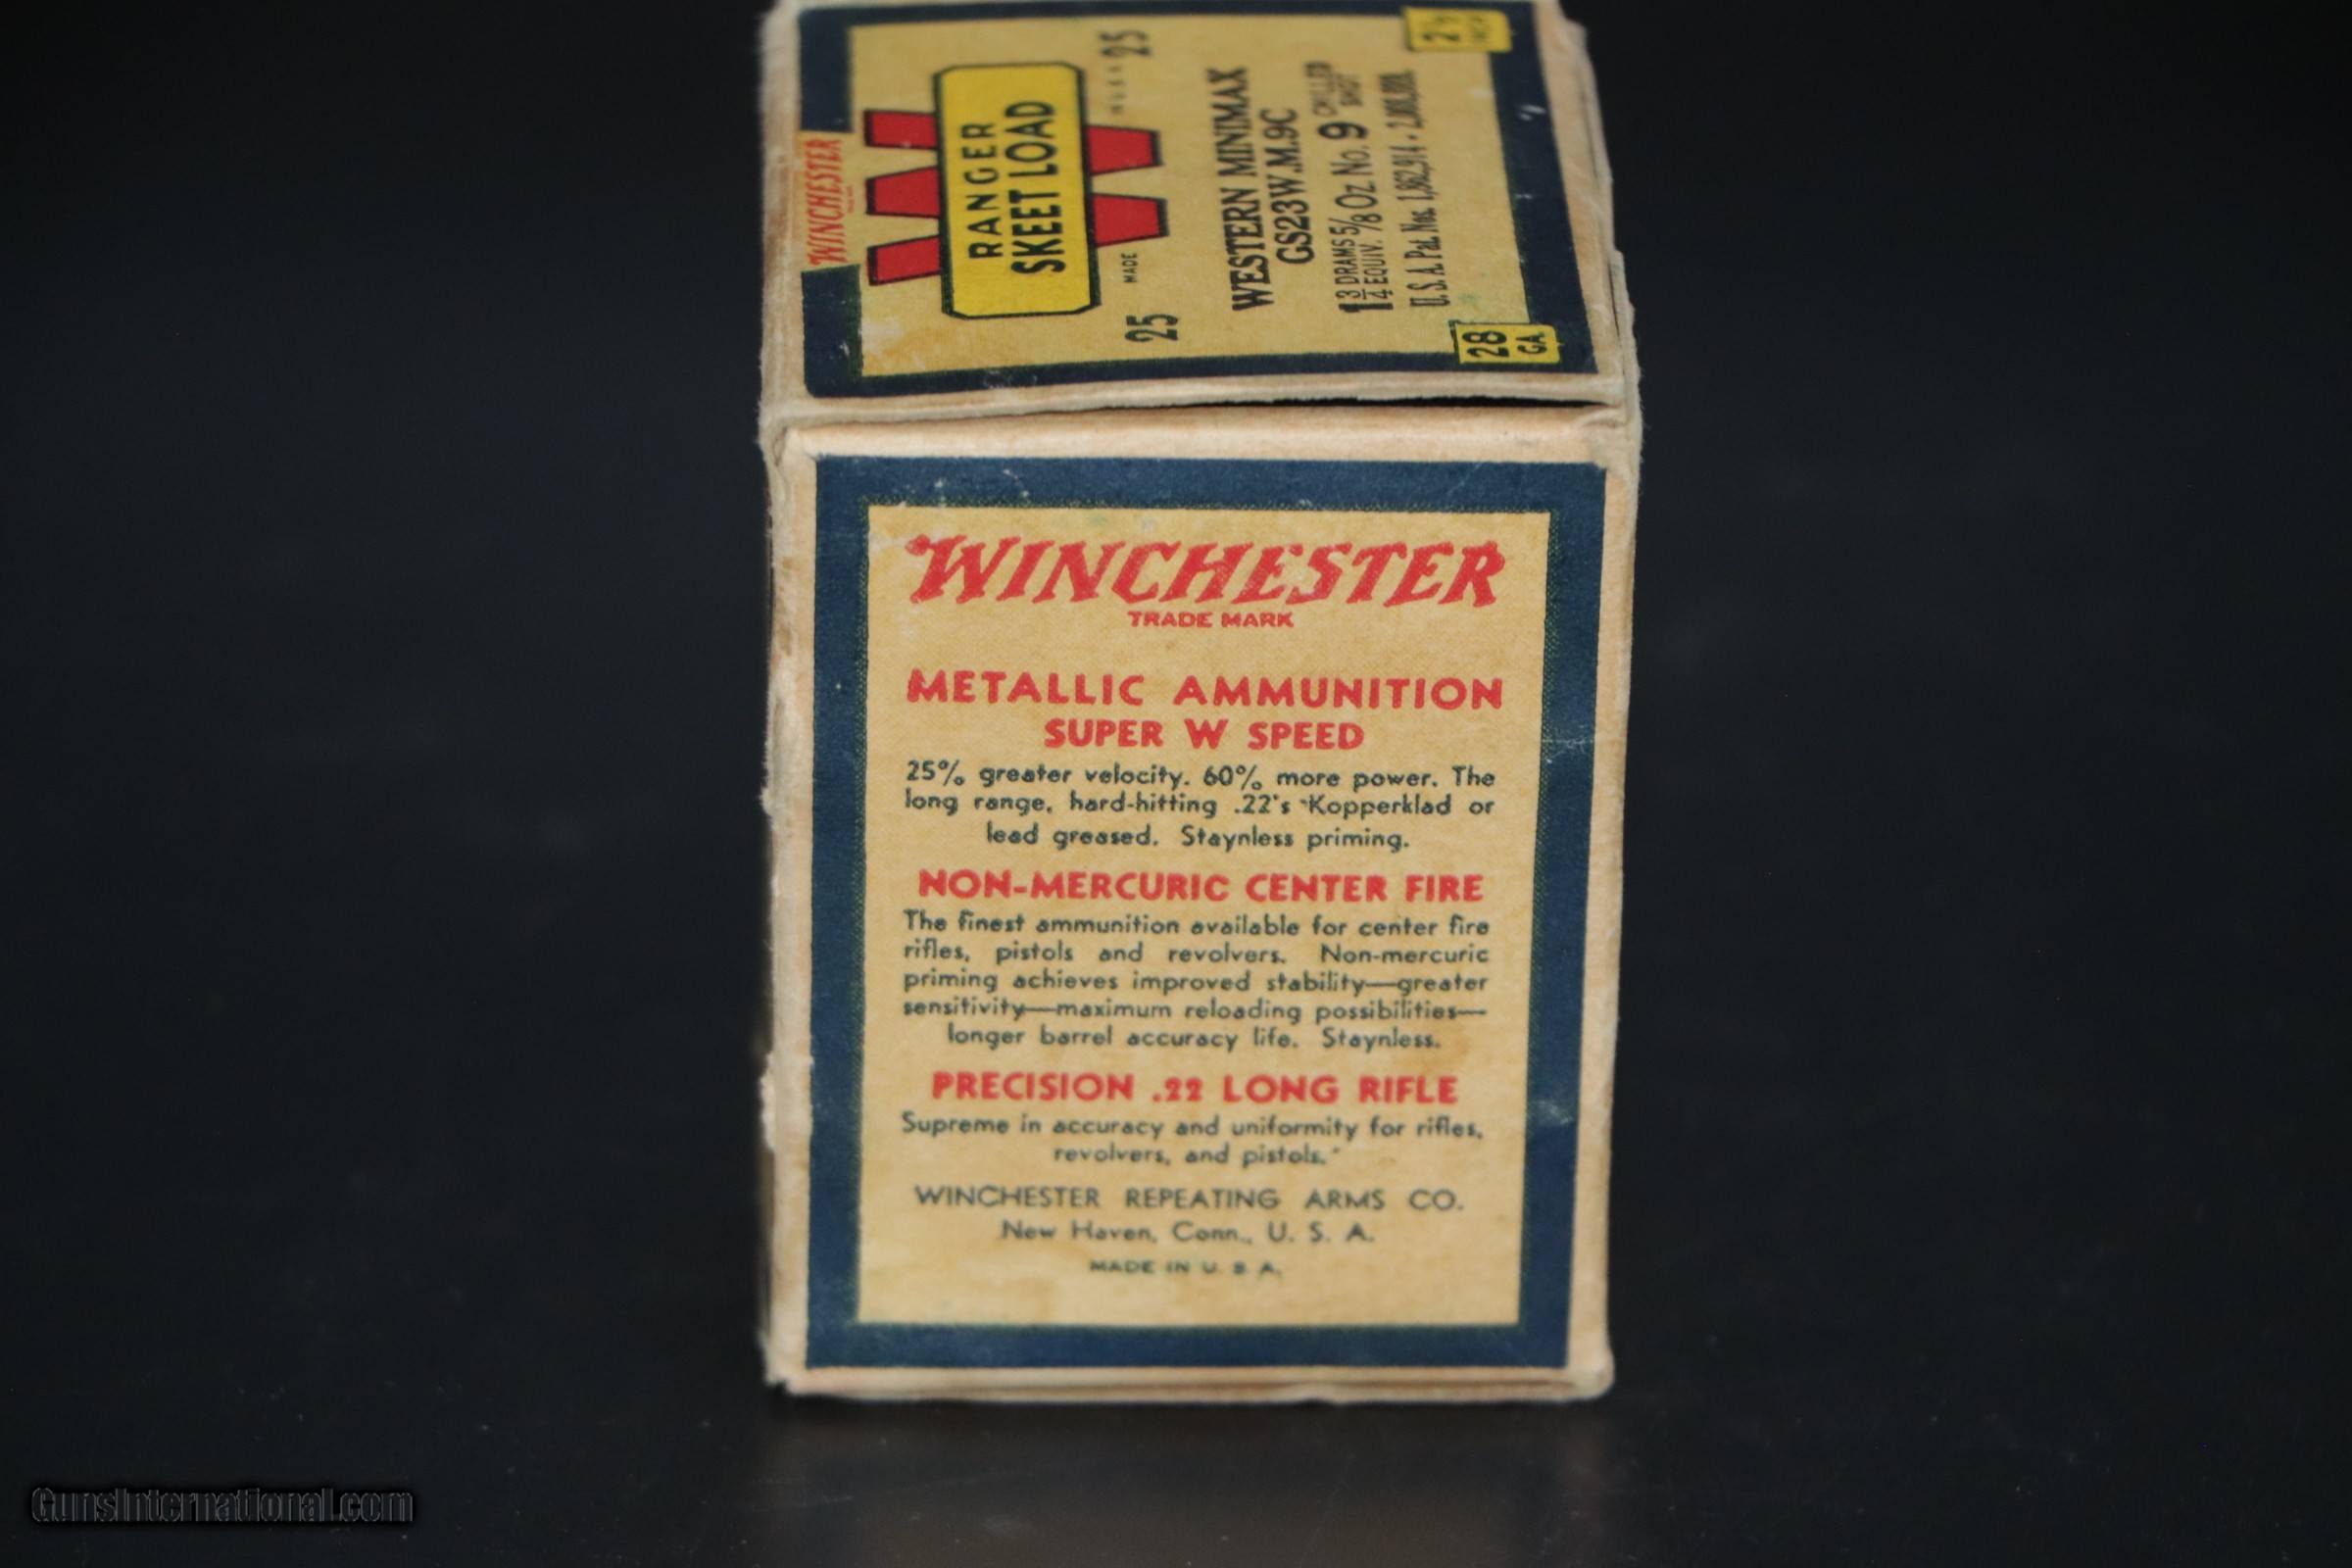 WINCHESTER
RANGER
SKEET LOAD
25 MADE IN U.S.A. 25
WESTERN MINIMAX
GS23W.M.9C
1 3/4 DRAMS EQUIV. 5/8 Oz No. 9 CHILLED SHOT
U. S. A. Pat. Nos. 1,862,914 -
28 GA.
INCH
WINCHESTER
TRADE MARK
METALLIC AMMUNITION
SUPER W SPEED
25% greater velocity. 60% more power. The
long range, hard-hitting .22's Kopperklad or
lead greased. Staynless priming.
NON-MERCURIC CENTER FIRE
The finest ammunition available for center fire
rifles, pistols and revolvers. Non-mercuric
priming achieves improved stability—greater
sensitivity—maximum reloading possibilities—
longer barrel accuracy life. Staynless.
PRECISION .22 LONG RIFLE
Supreme in accuracy and uniformity for rifles,
revolvers, and pistols.
WINCHESTER REPEATING ARMS CO.
New Haven, Conn., U. S. A.
MADE IN U. S. A.
GunsInternational.com